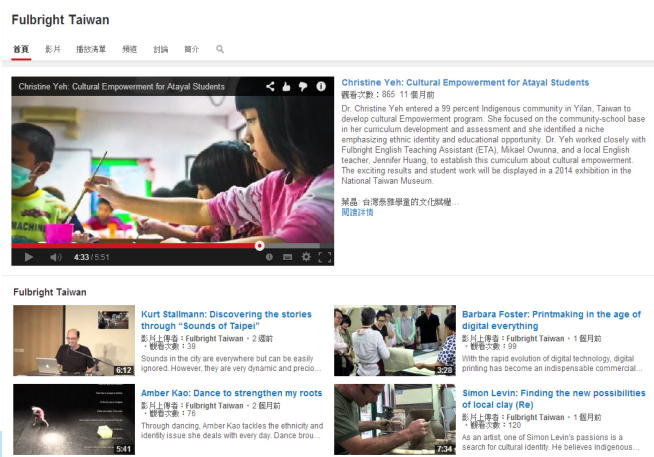 Fulbright Taiwan
首頁 影片 播放清單 頻道 討論 簡介
Christine Yeh: Cultural Empowerment for Atayal Students
4:33 / 5:51
Christine Yeh: Cultural Empowerment for Atayal Students
觀看次數：865 11 個月前
Dr. Christine Yeh entered a 99 percent Indigenous community in Yilan, Taiwan to
develop cultural Empowerment program. She focused on the community-school base
in her curriculum development and assessment and she identified a niche
emphasizing ethnic identity and educational opportunity. Dr. Yeh worked closely with
Fulbright English Teaching Assistant (ETA), Mikael Owunna, and a local English
teacher, Jennifer Huang, to establish this curriculum about cultural empowerment.
The exciting results and student work will be displayed in a 2014 exhibition in the
National Taiwan Museum.
葉晶: 台灣泰雅學童的文化賦權...
閱讀詳情
Fulbright Taiwan
6:12
Kurt Stallmann: Discovering the stories
through “Sounds of Taipei”
影片上傳者：Fulbright Taiwan・2 週前
・觀看次數：39
Sounds in the city are everywhere but can be easily
ignored. However, they are very dynamic and precio...
3:28
Barbara Foster: Printmaking in the age of
digital everything
影片上傳者：Fulbright Taiwan・1 個月前
・觀看次數：99
With the rapid evolution of digital technology, digital
printing has become an indispensable commercial...
5:41
Amber Kao: Dance to strengthen my roots
影片上傳者：Fulbright Taiwan・2 個月前
・觀看次數：76
Through dancing, Amber Kao tackles the ethnicity and
identity issue she deals with every day. Dance brou...
7:34
Simon Levin: Finding the new possibilities
of local clay (Re)
影片上傳者：Fulbright Taiwan・1 個月前
・觀看次數：120
As an artist, one of Simon Levin's passions is a
search for cultural identity. He believes indigenous...